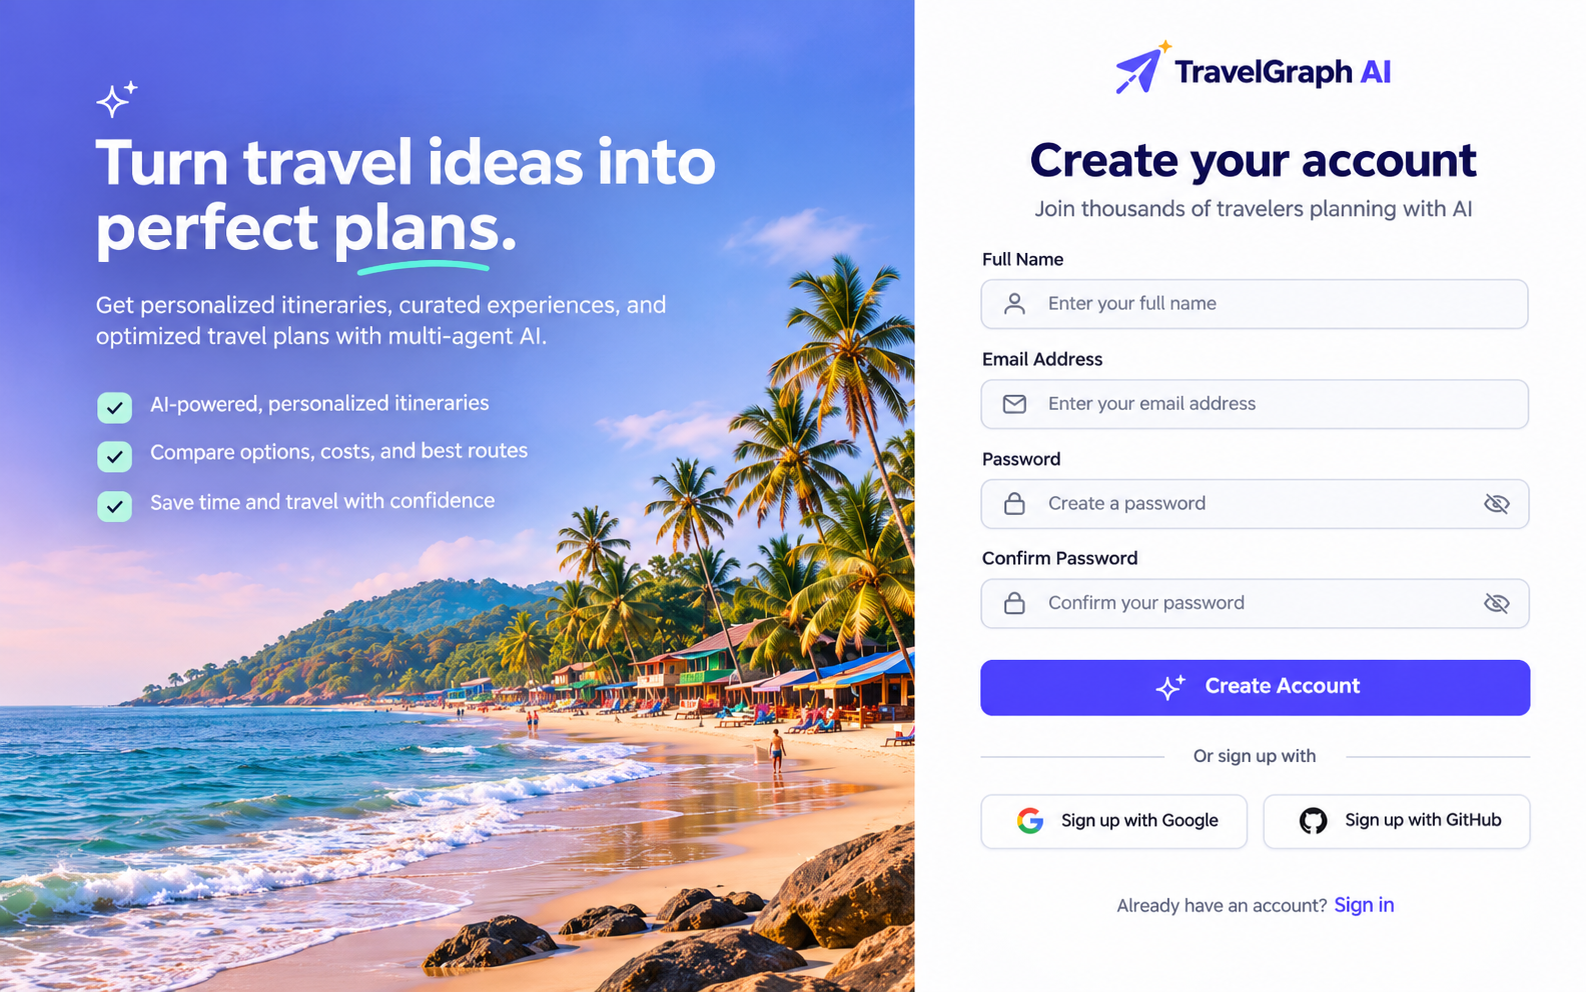 Turn travel ideas into
perfect plans.
Get personalized itineraries, curated experiences, and
optimized travel plans with multi-agent AI.
AI-powered, personalized itineraries
Compare options, costs, and best routes
Save time and travel with confidence
TravelGraph AI
Create your account
Join thousands of travelers planning with AI
Full Name
Enter your full name
Email Address
Enter your email address
Password
Create a password
Confirm Password
Confirm your password
Create Account
Or sign up with
Sign up with Google
Sign up with GitHub
Already have an account? Sign in